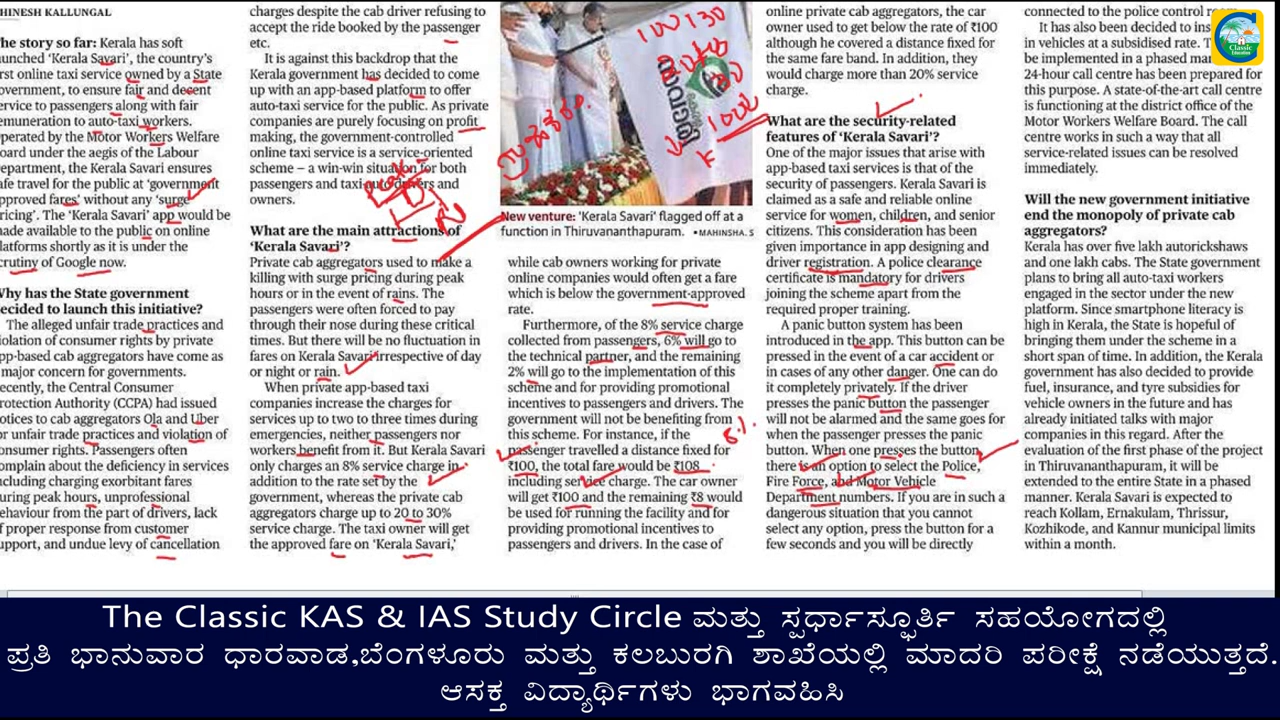 HINESH KALLUNGAL
he story so far: Kerala has soft
unched 'Kerala Savari', the country's
rst online taxi service owned by a State
overnment, to ensure fair and decent
ervice to passengers along with fair
emuneration to auto-taxi workers.
perated by the Motor Workers Welfare
oard under the aegis of the Labour
epartment, the Kerala Savari ensures
afe travel for the public at 'government
pproved fares' without any 'surge
ricing'. The 'Kerala Savari' app would be
ade available to the public on online
latforms shortly as it is under the
crutiny of Google now.
Why has the State government
ecided to launch this initiative?
The alleged unfair trade practices and
iolation of consumer rights by private
pp-based cab aggregators have come as
major concern for governments.
ecently, the Central Consumer
rotection Authority (CCPA) had issued
otices to cab aggregators Ola and Uber
or unfair trade practices and violation of
onsumer rights. Passengers often
omplain about the deficiency in services
ncluding charging exorbitant fares
uring peak hours, unprofessional
ehaviour from the part of drivers, lack
f proper response from customer
upport, and undue levy of cancellation
charges despite the cab driver refusing to
accept the ride booked by the passenger
etc.
It is against this backdrop that the
Kerala government has decided to come
up with an app-based platform to offer
auto-taxi service for the public. As private
companies are purely focusing on profit
making, the government-controlled
online taxi service is a service-oriented
scheme – a win-win situation for both
passengers and taxi auto drivers and
owners.
What are the main attractions of
'Kerala Savari'?
Private cab aggregators used to make a
killing with surge pricing during peak
hours or in the event of rains. The
passengers were often forced to pay
through their nose during these critical
times. But there will be no fluctuation in
fares on Kerala Savari irrespective of day
or night or rain.
When private app-based taxi
companies increase the charges for
services up to two to three times during
emergencies, neither passengers nor
workers benefit from it. But Kerala Savari
only charges an 8% service charge in
addition to the rate set by the
government, whereas the private cab
aggregators charge up to 20 to 30%
service charge. The taxi owner will get
the approved fare on 'Kerala Savari,'
100 130
1001
New venture: 'Kerala Savari' flagged off at a
function in Thiruvananthapuram. • MAHINSHA. S
while cab owners working for private
online companies would often get a fare
which is below the government-approved
rate.
Furthermore, of the 8% service charge
collected from passengers, 6% will go to
the technical partner, and the remaining
2% will go to the implementation of this
scheme and for providing promotional
incentives to passengers and drivers. The
government will not be benefiting from
this scheme. For instance, if the
8%
passenger travelled a distance fixed for
₹100, the total fare would be ₹108
including service charge. The car owner
will get ₹100 and the remaining ₹8 would
be used for running the facility and for
providing promotional incentives to
passengers and drivers. In the case of
online private cab aggregators, the car
owner used to get below the rate of ₹100
although he covered a distance fixed for
the same fare band. In addition, they
would charge more than 20% service
charge.
What are the security-related
features of 'Kerala Savari'?
One of the major issues that arise with
app-based taxi services is that of the
security of passengers. Kerala Savari is
claimed as a safe and reliable online
service for women, children, and senior
citizens. This consideration has been
given importance in app designing and
driver registration. A police clearance
certificate is mandatory for drivers
joining the scheme apart from the
required proper training.
A panic button system has been
introduced in the app. This button can be
pressed in the event of a car accident or
in cases of any other danger. One can do
it completely privately. If the driver
presses the panic button the passenger
will not be alarmed and the same goes for
when the passenger presses the panic
button. When one presses the button,
there is an option to select the Police,
Fire Force, and Motor Vehicle
Department numbers. If you are in such a
dangerous situation that you cannot
select any option, press the button for a
few seconds and you will be directly
connected to the police control room.
It has also been decided to ins
in vehicles at a subsidised rate. T
be implemented in a phased man
24-hour call centre has been prepared for
this purpose. A state-of-the-art call centre
is functioning at the district office of the
Motor Workers Welfare Board. The call
centre works in such a way that all
service-related issues can be resolved
immediately.
Will the new government initiative
end the monopoly of private cab
aggregators?
Kerala has over five lakh autorickshaws
and one lakh cabs. The State government
plans to bring all auto-taxi workers
engaged in the sector under the new
platform. Since smartphone literacy is
high in Kerala, the State is hopeful of
bringing them under the scheme in a
short span of time. In addition, the Kerala
government has also decided to provide
fuel, insurance, and tyre subsidies for
vehicle owners in the future and has
already initiated talks with major
companies in this regard. After the
evaluation of the first phase of the project
in Thiruvananthapuram, it will be
extended to the entire State in a phased
manner. Kerala Savari is expected to
reach Kollam, Ernakulam, Thrissur,
Kozhikode, and Kannur municipal limits
within a month.
Classic
Education
The Classic KAS & IAS Study Circle ಮತ್ತು ಸ್ಪರ್ಧಾಸ್ಫೂರ್ತಿ ಸಹಯೋಗದಲ್ಲಿ
ಪ್ರತಿ ಭಾನುವಾರ ಧಾರವಾಡ,ಬೆಂಗಳೂರು ಮತ್ತು ಕಲಬುರಗಿ ಶಾಖೆಯಲ್ಲಿ ಮಾದರಿ ಪರೀಕ್ಷೆ ನಡೆಯುತ್ತದೆ.
ಆಸಕ್ತ ವಿದ್ಯಾರ್ಥಿಗಳು ಭಾಗವಹಿಸಿ